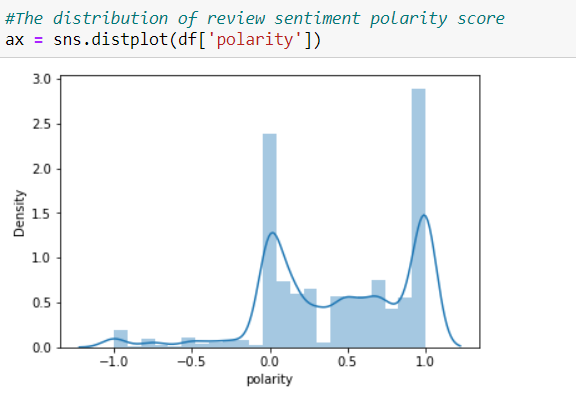 #The distribution of review sentiment polarity score
ax = sns.distplot(df['polarity'])
3.0
2.5
2.0
1.5
1.0
0.5
0.0
Density
−1.0 −0.5 0.0 0.5 1.0
polarity